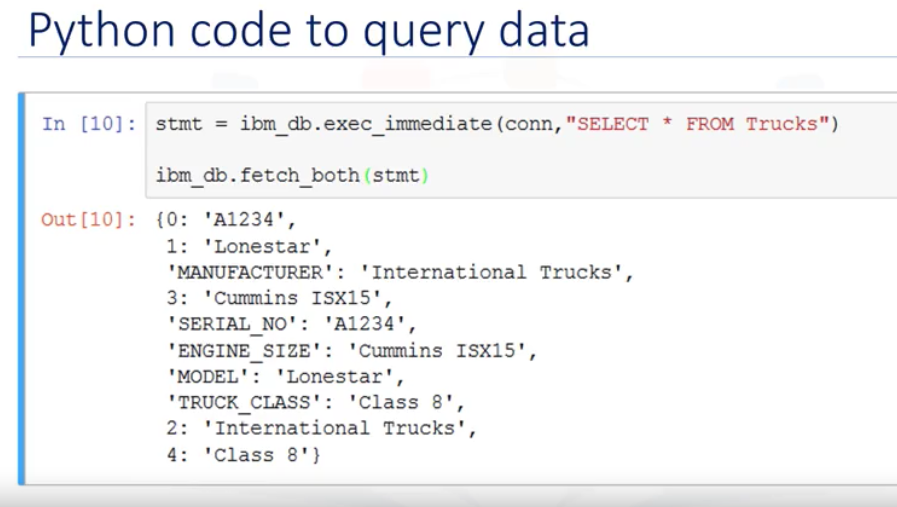 Python code to query data
In [10]: stmt = ibm_db.exec_immediate(conn,"SELECT * FROM Trucks")
ibm_db.fetch_both(stmt)
Out[10]: {0: 'A1234',
1: 'Lonestar',
'MANUFACTURER': 'International Trucks',
3: 'Cummins ISX15',
'SERIAL_NO': 'A1234',
'ENGINE_SIZE': 'Cummins ISX15',
'MODEL': 'Lonestar',
'TRUCK_CLASS': 'Class 8',
2: 'International Trucks',
4: 'Class 8'}